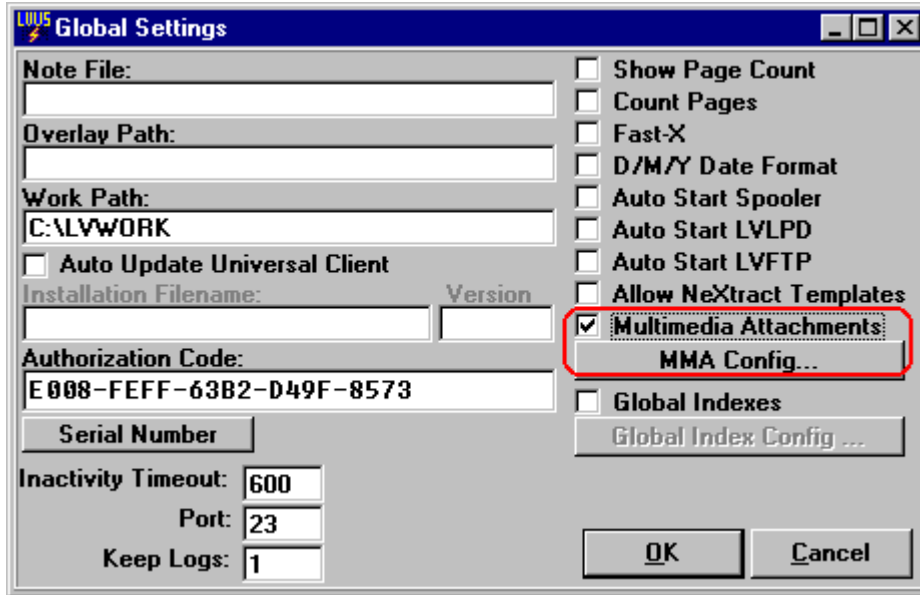 LVUS
Global Settings
Note File:
Overlay Path:
Work Path:
C:\LVWORK
Auto Update Universal Client
Installation Filename: Version
Authorization Code:
E008-FEFF-63B2-D49F-8573
Serial Number
Inactivity Timeout: 600
Port: 23
Keep Logs: 1
Show Page Count
Count Pages
Fast-X
D/M/Y Date Format
Auto Start Spooler
Auto Start LVLPD
Auto Start LVFTP
Allow NeXtract Templates
Multimedia Attachments
MMA Config...
Global Indexes
Global Index Config ...
OK Cancel